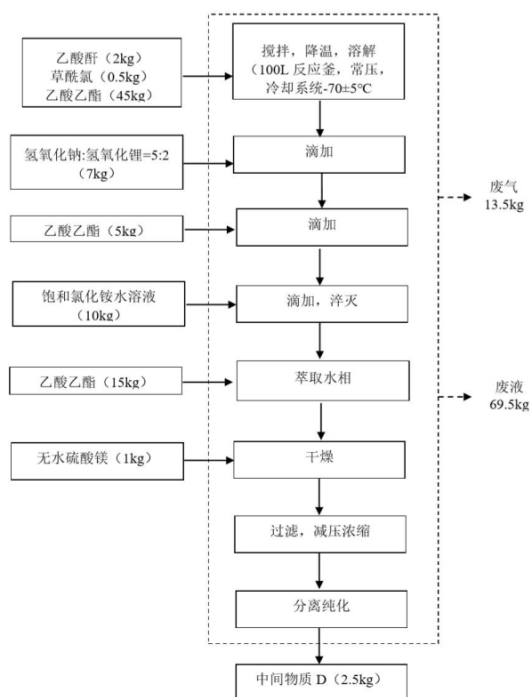 乙酸酐（2kg）
草酰氯（0.5kg）
乙酸乙酯（45kg）
搅拌，降温，溶解
（100L 反应釜，常压，
冷却系统-70±5℃
氢氧化钠:氢氧化锂=5:2
（7kg）
滴加
废气
13.5kg
乙酸乙酯（5kg）
滴加
饱和氯化铵水溶液
（10kg）
滴加，淬灭
乙酸乙酯（15kg）
萃取水相
废液
69.5kg
无水硫酸镁（1kg）
干燥
过滤，减压浓缩
分离纯化
中间物质 D（2.5kg）